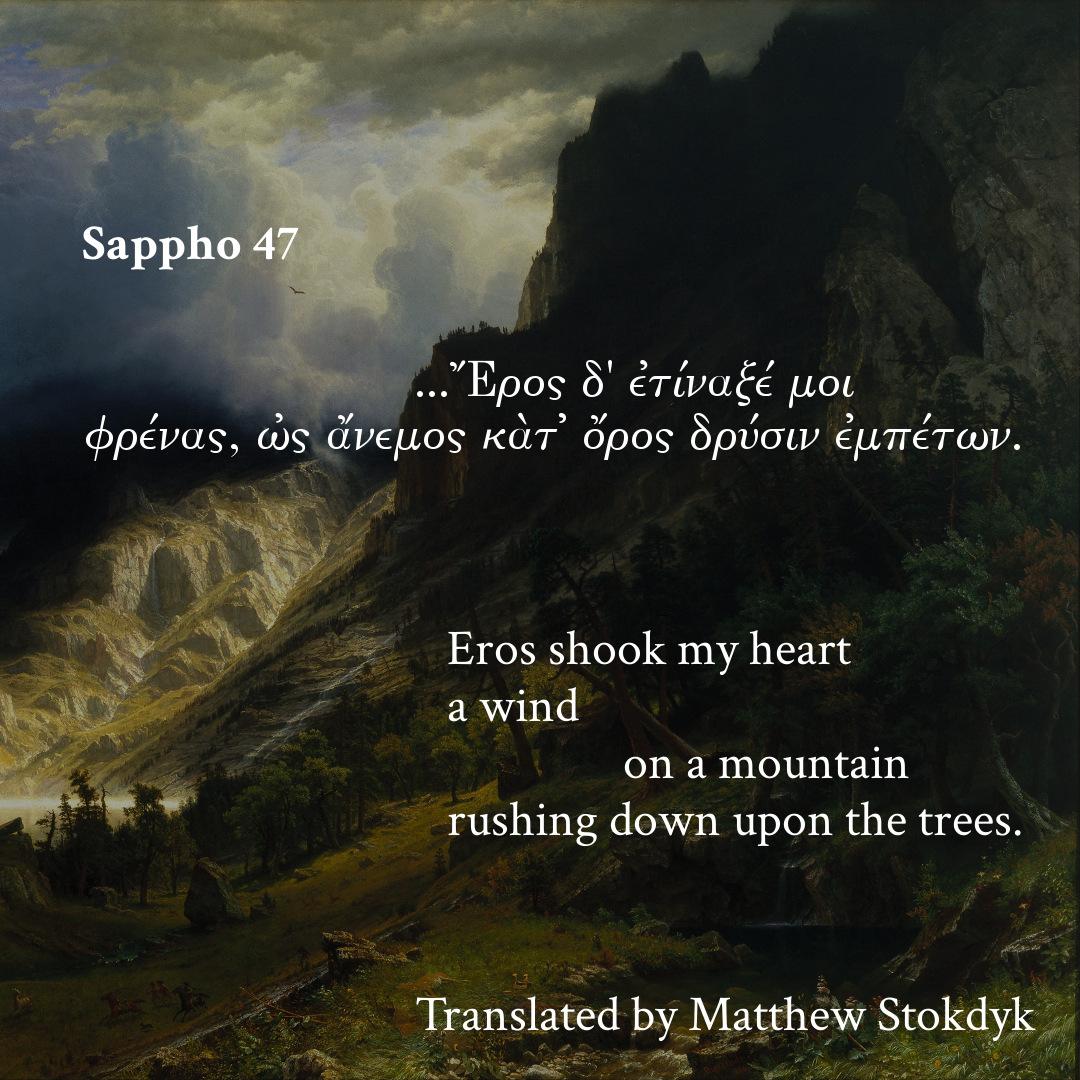 Sappho 47
...Ἔρος δ' ἐτίναξέ μοι
φρένας, ὠς ἄνεμος κὰτ’ ὄρος δρύσιν ἐμπέτων.
Eros shook my heart
a wind
on a mountain
rushing down upon the trees.
Translated by Matthew Stokdyk